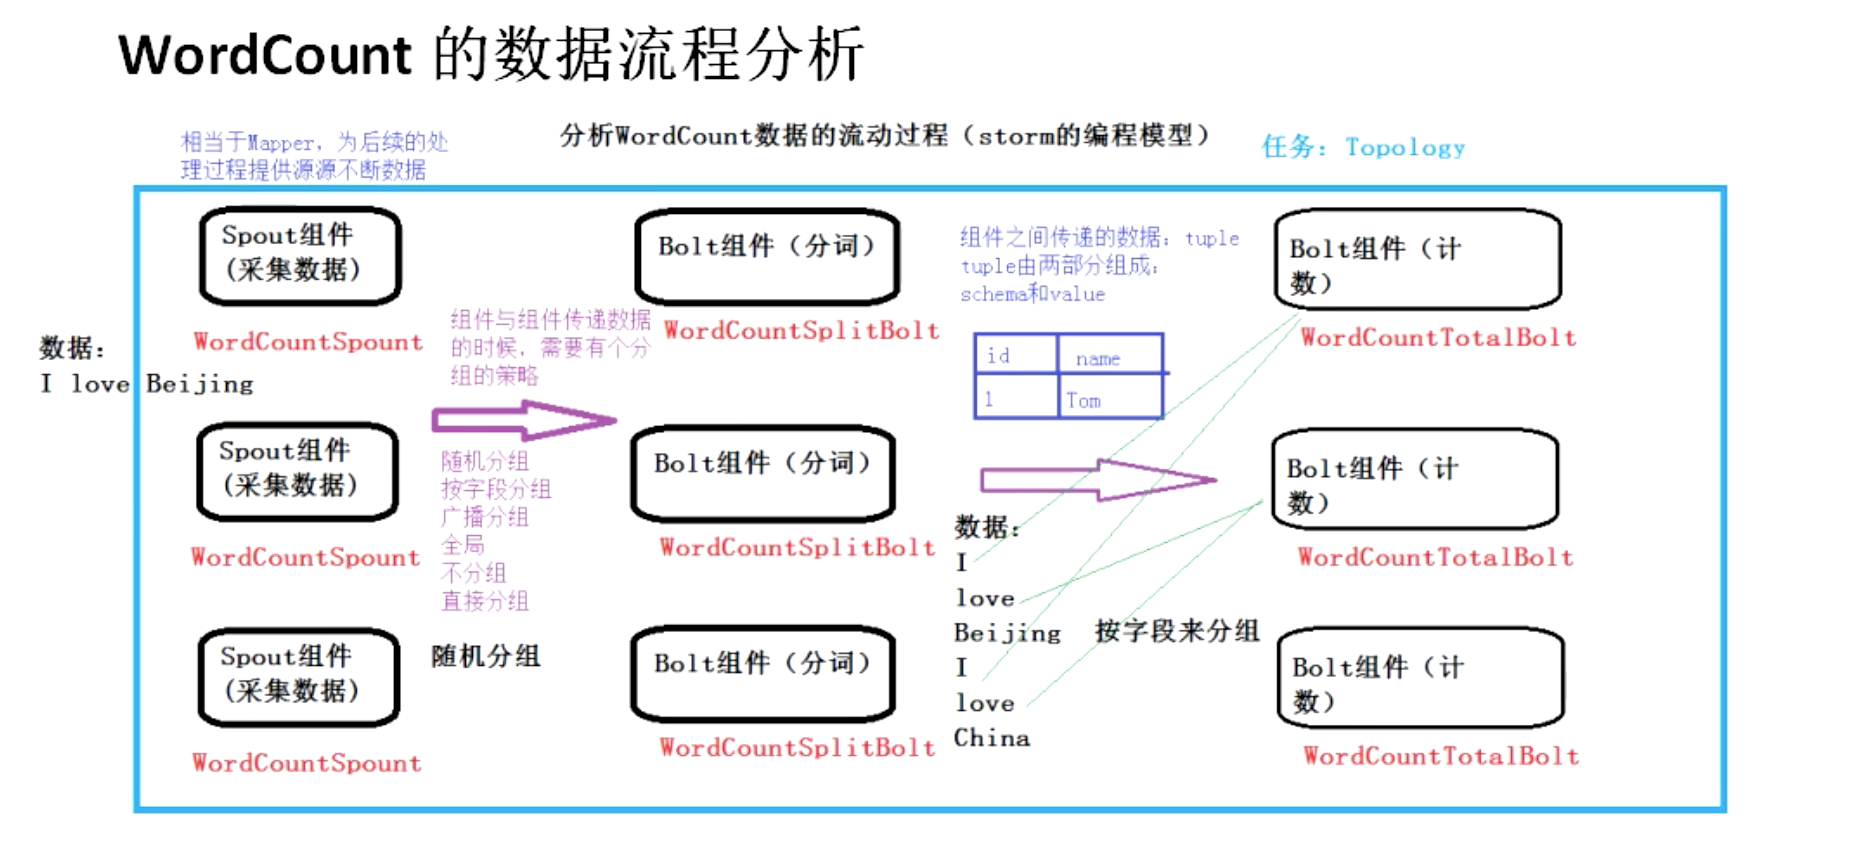 WordCount 的数据流程分析
分析WordCount数据的流动过程（storm的编程模型）
任务：Topology
相当于Mapper，为后续的处
理过程提供源源不断数据
数据：
I love Beijing
Spout组件
(采集数据)
WordCountSpount
Spout组件
(采集数据)
WordCountSpount
Spout组件
(采集数据)
WordCountSpount
组件与组件传递数据
的时候，需要有个分
组的策略
随机分组
按字段分组
广播分组
全局
不分组
直接分组
随机分组
Bolt组件（分词）
WordCountSplitBolt
Bolt组件（分词）
WordCountSplitBolt
Bolt组件（分词）
WordCountSplitBolt
组件之间传递的数据：tuple
tuple由两部分组成：
schema和value
id name
1 Tom
数据：
I
love
Beijing
I
love
China
按字段来分组
Bolt组件（计
数）
WordCountTotalBolt
Bolt组件（计
数）
WordCountTotalBolt
Bolt组件（计
数）
WordCountTotalBolt